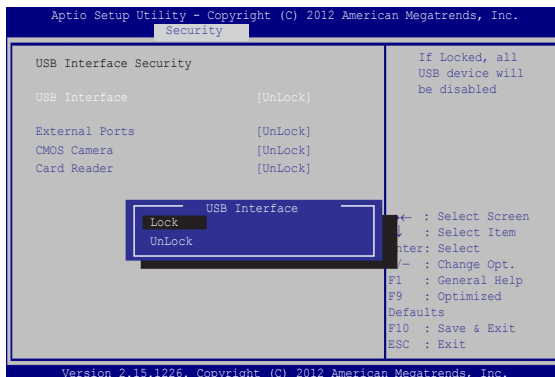 Aptio Setup Utility - Copyright (C) 2012 American Megatrends, Inc.
Security
USB Interface Security
USB Interface [UnLock]
External Ports [UnLock]
CMOS Camera [UnLock]
Card Reader [UnLock]
If Locked, all
USB device will
be disabled
USB Interface
Lock
UnLock
← : Select Screen
: Select Item
nter: Select
/— : Change Opt.
F1 : General Help
F9 : Optimized
Defaults
F10 : Save & Exit
ESC : Exit
Version 2.15.1226. Copyright (C) 2012 American Megatrends, Inc.